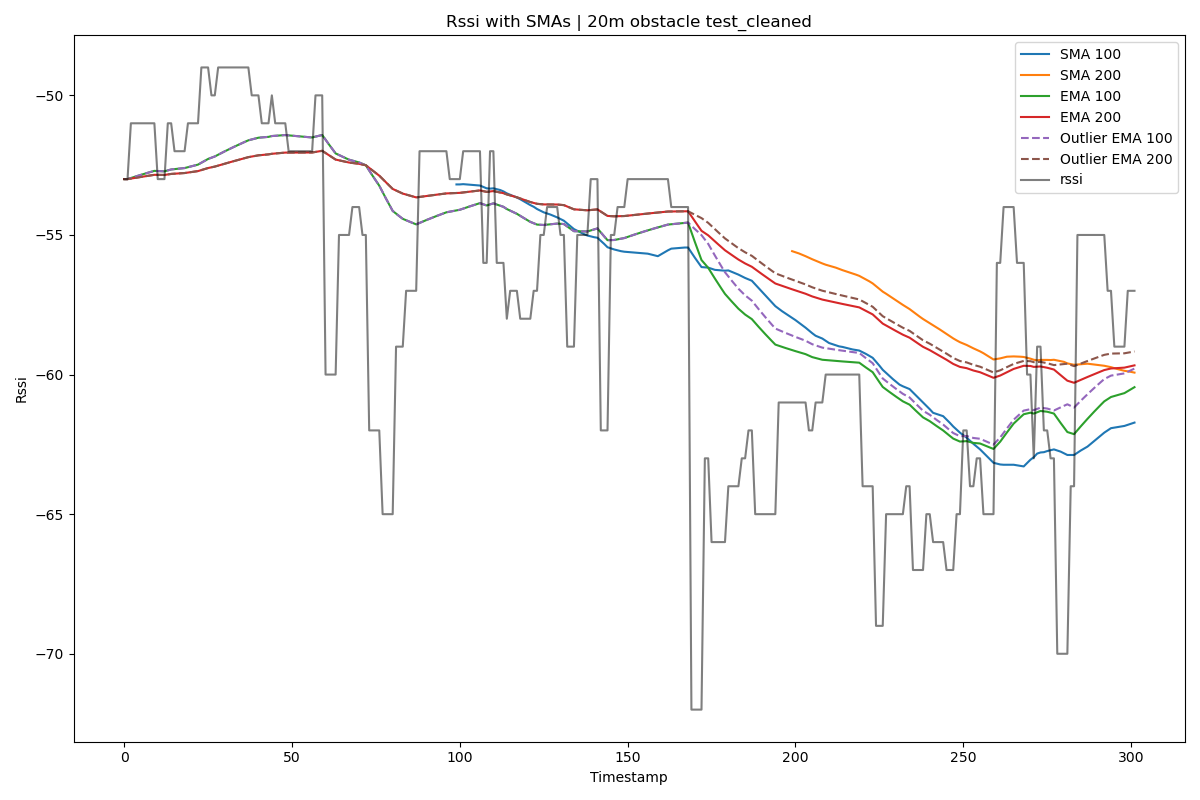 Rssi with SMAs | 20m obstacle test_cleaned
SMA 100
SMA 200
EMA 100
EMA 200
Outlier EMA 100
Outlier EMA 200
rssi
−50
−55
−60
−65
−70
Rssi
0
50
100
150
200
250
300
Timestamp